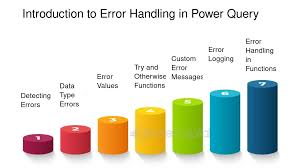 Introduction to Error Handling in Power Query
Detecting
Errors
Data
Type
Errors
Error
Values
Try and
Otherwise
Functions
Custom
Error
Messages
Error
Logging
Error
Handling
in
Functions
1
2
3
4
5
6
7